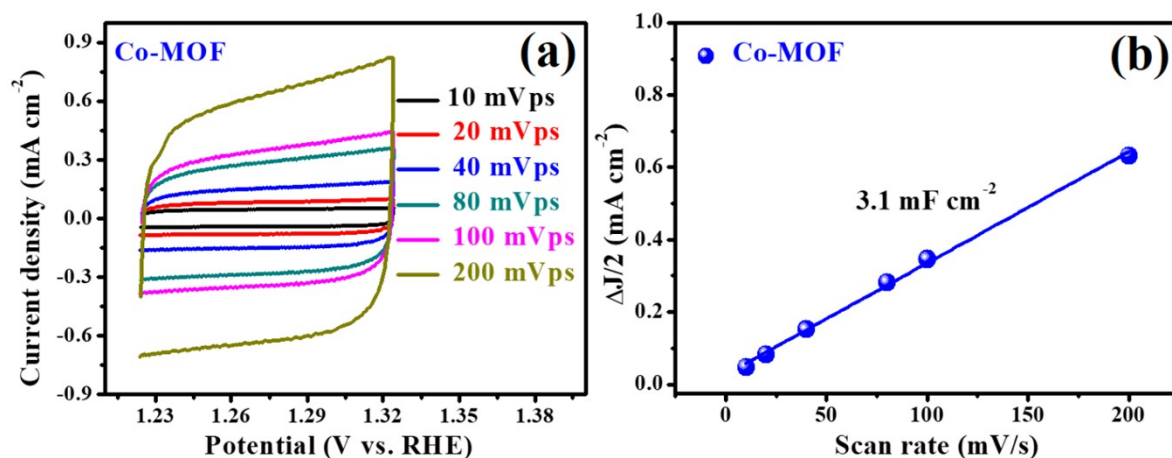 (a)
Co-MOF
10 mVps
20 mVps
40 mVps
80 mVps
100 mVps
200 mVps
Current density (mA cm⁻²)
0.9
0.6
0.3
0.0
-0.3
-0.6
-0.9
1.23 1.26 1.29 1.32 1.35 1.38
Potential (V vs. RHE)
(b)
Co-MOF
3.1 mF cm⁻²
ΔJ/2 (mA cm⁻²)
1.0
0.8
0.6
0.4
0.2
0.0
0 50 100 150 200
Scan rate (mV/s)